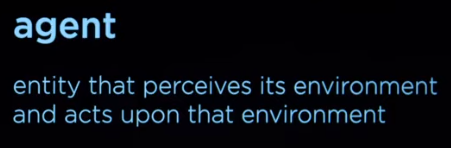 agent
entity that perceives its environment
and acts upon that environment